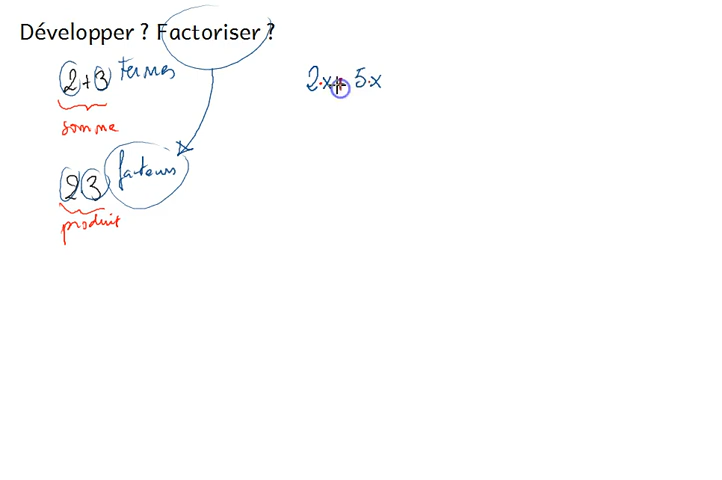 Développer ? Factoriser ?
2+3 termes
2·x+ 5·x
somme
2 3 facteurs
produit